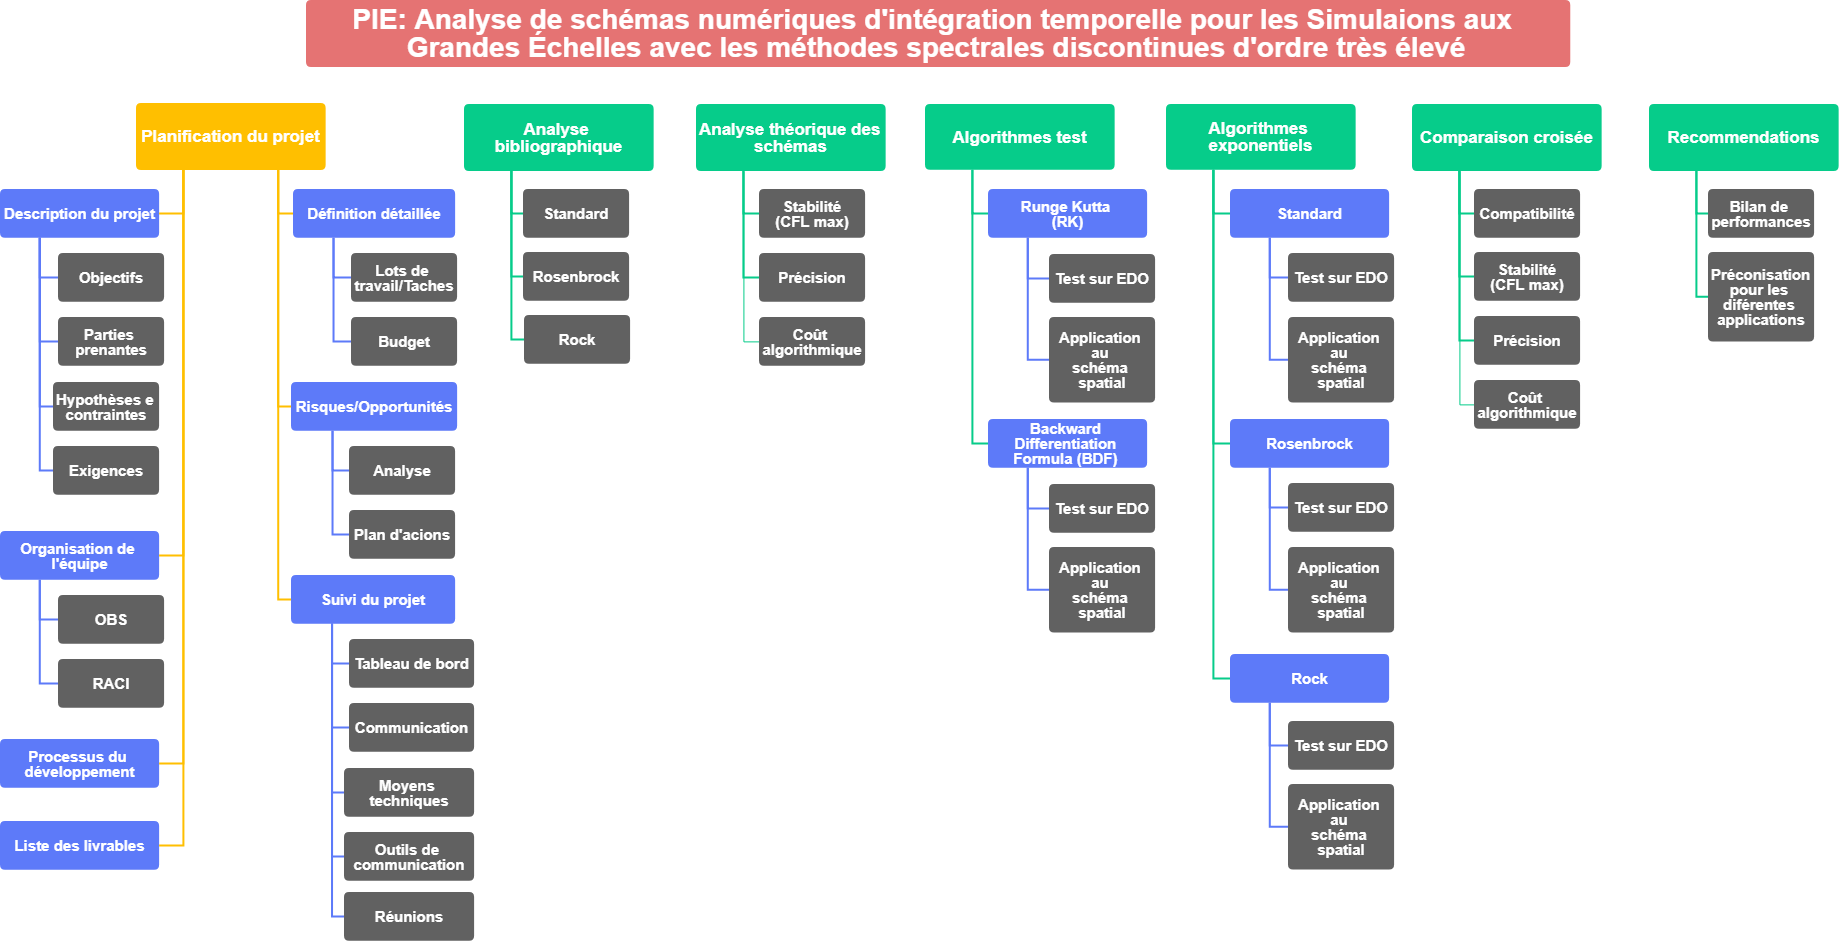 PIE: Analyse de schémas numériques d'intégration temporelle pour les Simulaions aux
Grandes Échelles avec les méthodes spectrales discontinues d'ordre très élevé
Planification du projet
Description du projet
Objectifs
Parties
prenantes
Hypothèses e
contraintes
Exigences
Organisation de
l'équipe
OBS
RACI
Processus du
développement
Liste des livrables
Définition détaillée
Lots de
travail/Taches
Budget
Risques/Opportunités
Analyse
Plan d'acions
Suivi du projet
Tableau de bord
Communication
Moyens
techniques
Outils de
communication
Réunions
Analyse
bibliographique
Standard
Rosenbrock
Rock
Analyse théorique des
schémas
Stabilité
(CFL max)
Précision
Coût
algorithmique
Algorithmes test
Runge Kutta
(RK)
Test sur EDO
Application
au
schéma
spatial
Backward
Differentiation
Formula (BDF)
Test sur EDO
Application
au
schéma
spatial
Algorithmes
exponentiels
Standard
Test sur EDO
Application
au
schéma
spatial
Rosenbrock
Test sur EDO
Application
au
schéma
spatial
Rock
Test sur EDO
Application
au
schéma
spatial
Comparaison croisée
Compatibilité
Stabilité
(CFL max)
Précision
Coût
algorithmique
Recommendations
Bilan de
performances
Préconisation
pour les
diférentes
applications